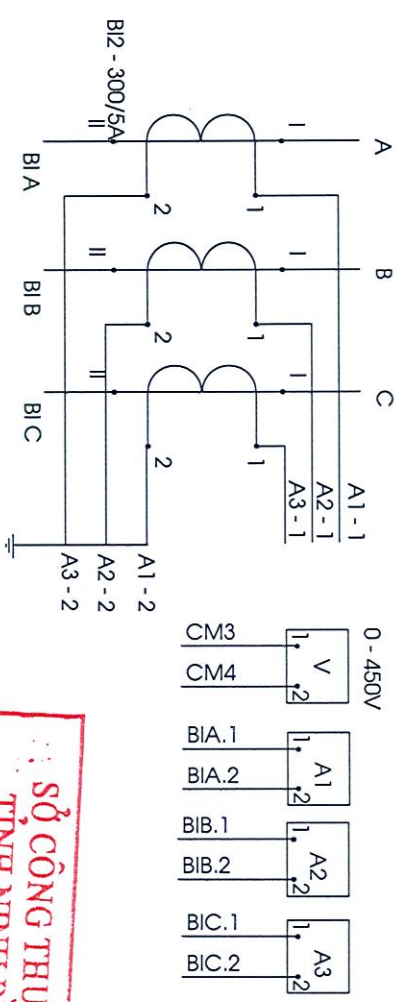 A
B
C
I
I
I
1
1
1
A1 - 1
A2 - 1
A3 - 1
BI2 - 300/5A
II
II
II
2
2
2
BI A
BI B
BI C
A1 - 2
A2 - 2
A3 - 2
0 - 450V
V
1
2
CM3
CM4
A1
1
2
BIA.1
BIA.2
A2
1
2
BIB.1
BIB.2
A3
1
2
BIC.1
BIC.2
SỞ CÔNG THƯ
TỈNH NINH